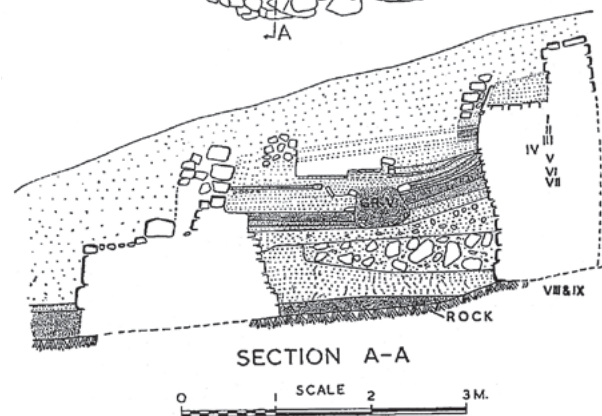 A
I
II
III
IV
V
VI
VII
GR.V.
VIII & IX
ROCK
SECTION A-A
SCALE
0 1 2 3 M.